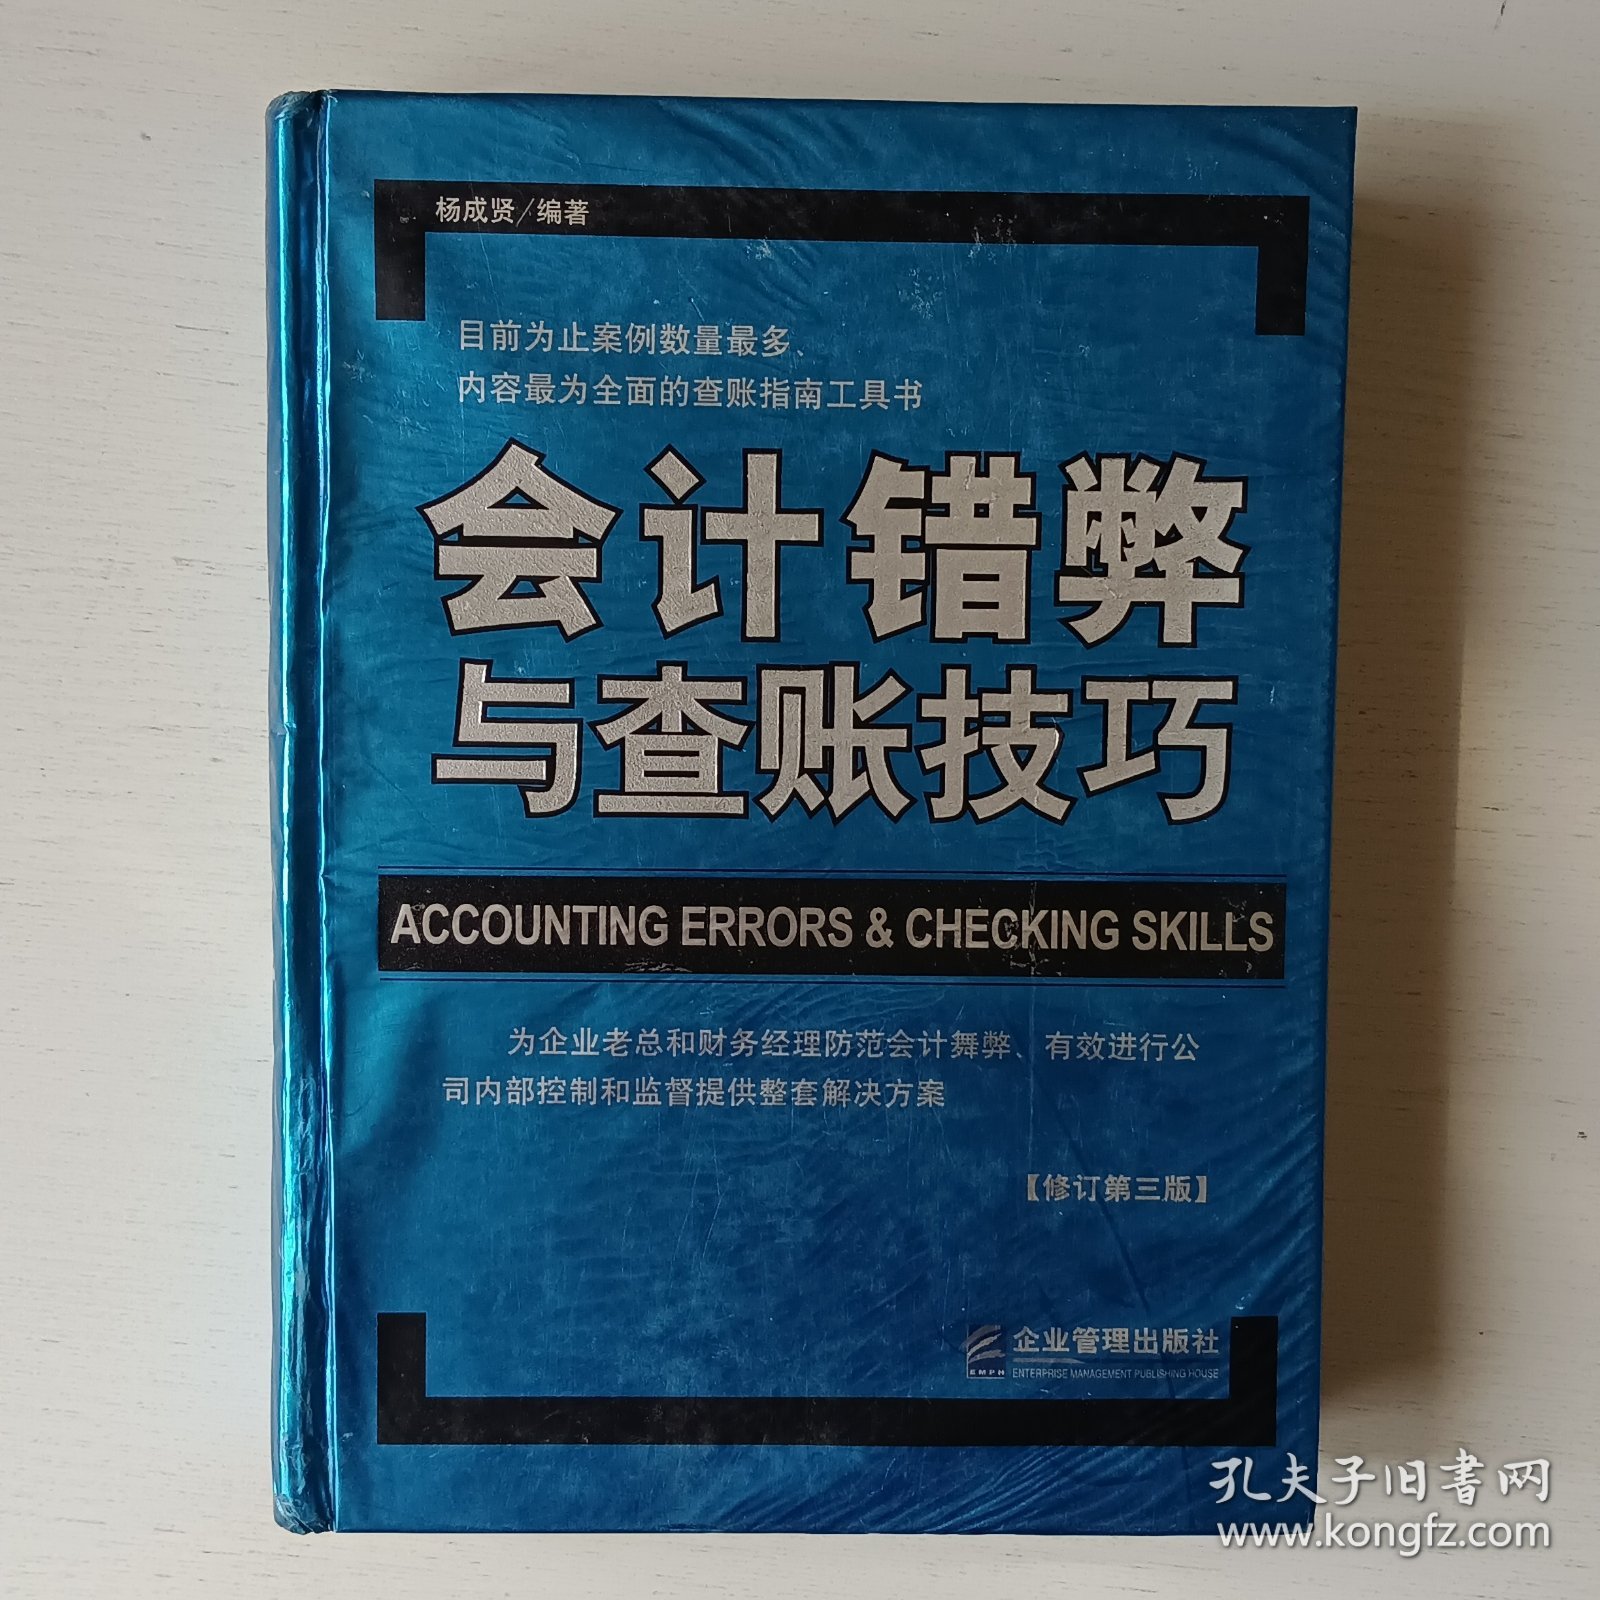 杨成贤/编著
目前为止案例数量最多、
内容最为全面的查账指南工具书
会计错弊
与查账技巧
ACCOUNTING ERRORS & CHECKING SKILLS
为企业老总和财务经理防范会计舞弊、有效进行公
司内部控制和监督提供整套解决方案
【修订第三版】
企业管理出版社
EMPH ENTERPRISE MANAGEMENT PUBLISHING HOUSE
孔夫子旧书网
www.kongfz.com